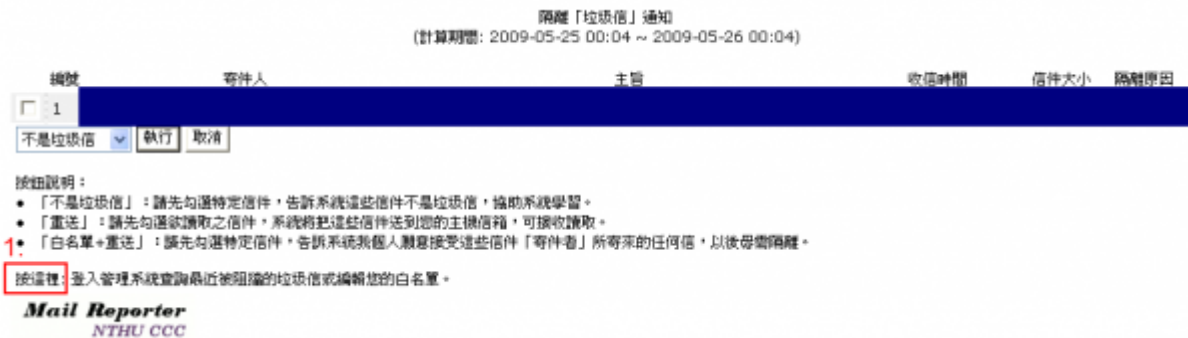 隔離「垃圾信」通知
(計算期間: 2009-05-25 00:04 ~ 2009-05-26 00:04)
編號 寄件人 主旨 收信時間 信件大小 隔離原因
1
不是垃圾信 執行 取消
按鈕說明：
• 「不是垃圾信」：請先勾選特定信件，告訴系統這些信件不是垃圾信，協助系統學習。
• 「重送」：請先勾選欲讀取之信件，系統將把這些信件送到您的主機信箱，可接收讀取。
• 「白名單+重送」：請先勾選特定信件，告訴系統我個人願意接受這些信件「寄件者」所寄來的任何信，以後毋需隔離。
1.
按這裡: 登入管理系統查詢最近被阻擋的垃圾信或編輯您的白名單。
Mail Reporter
NTHU CCC